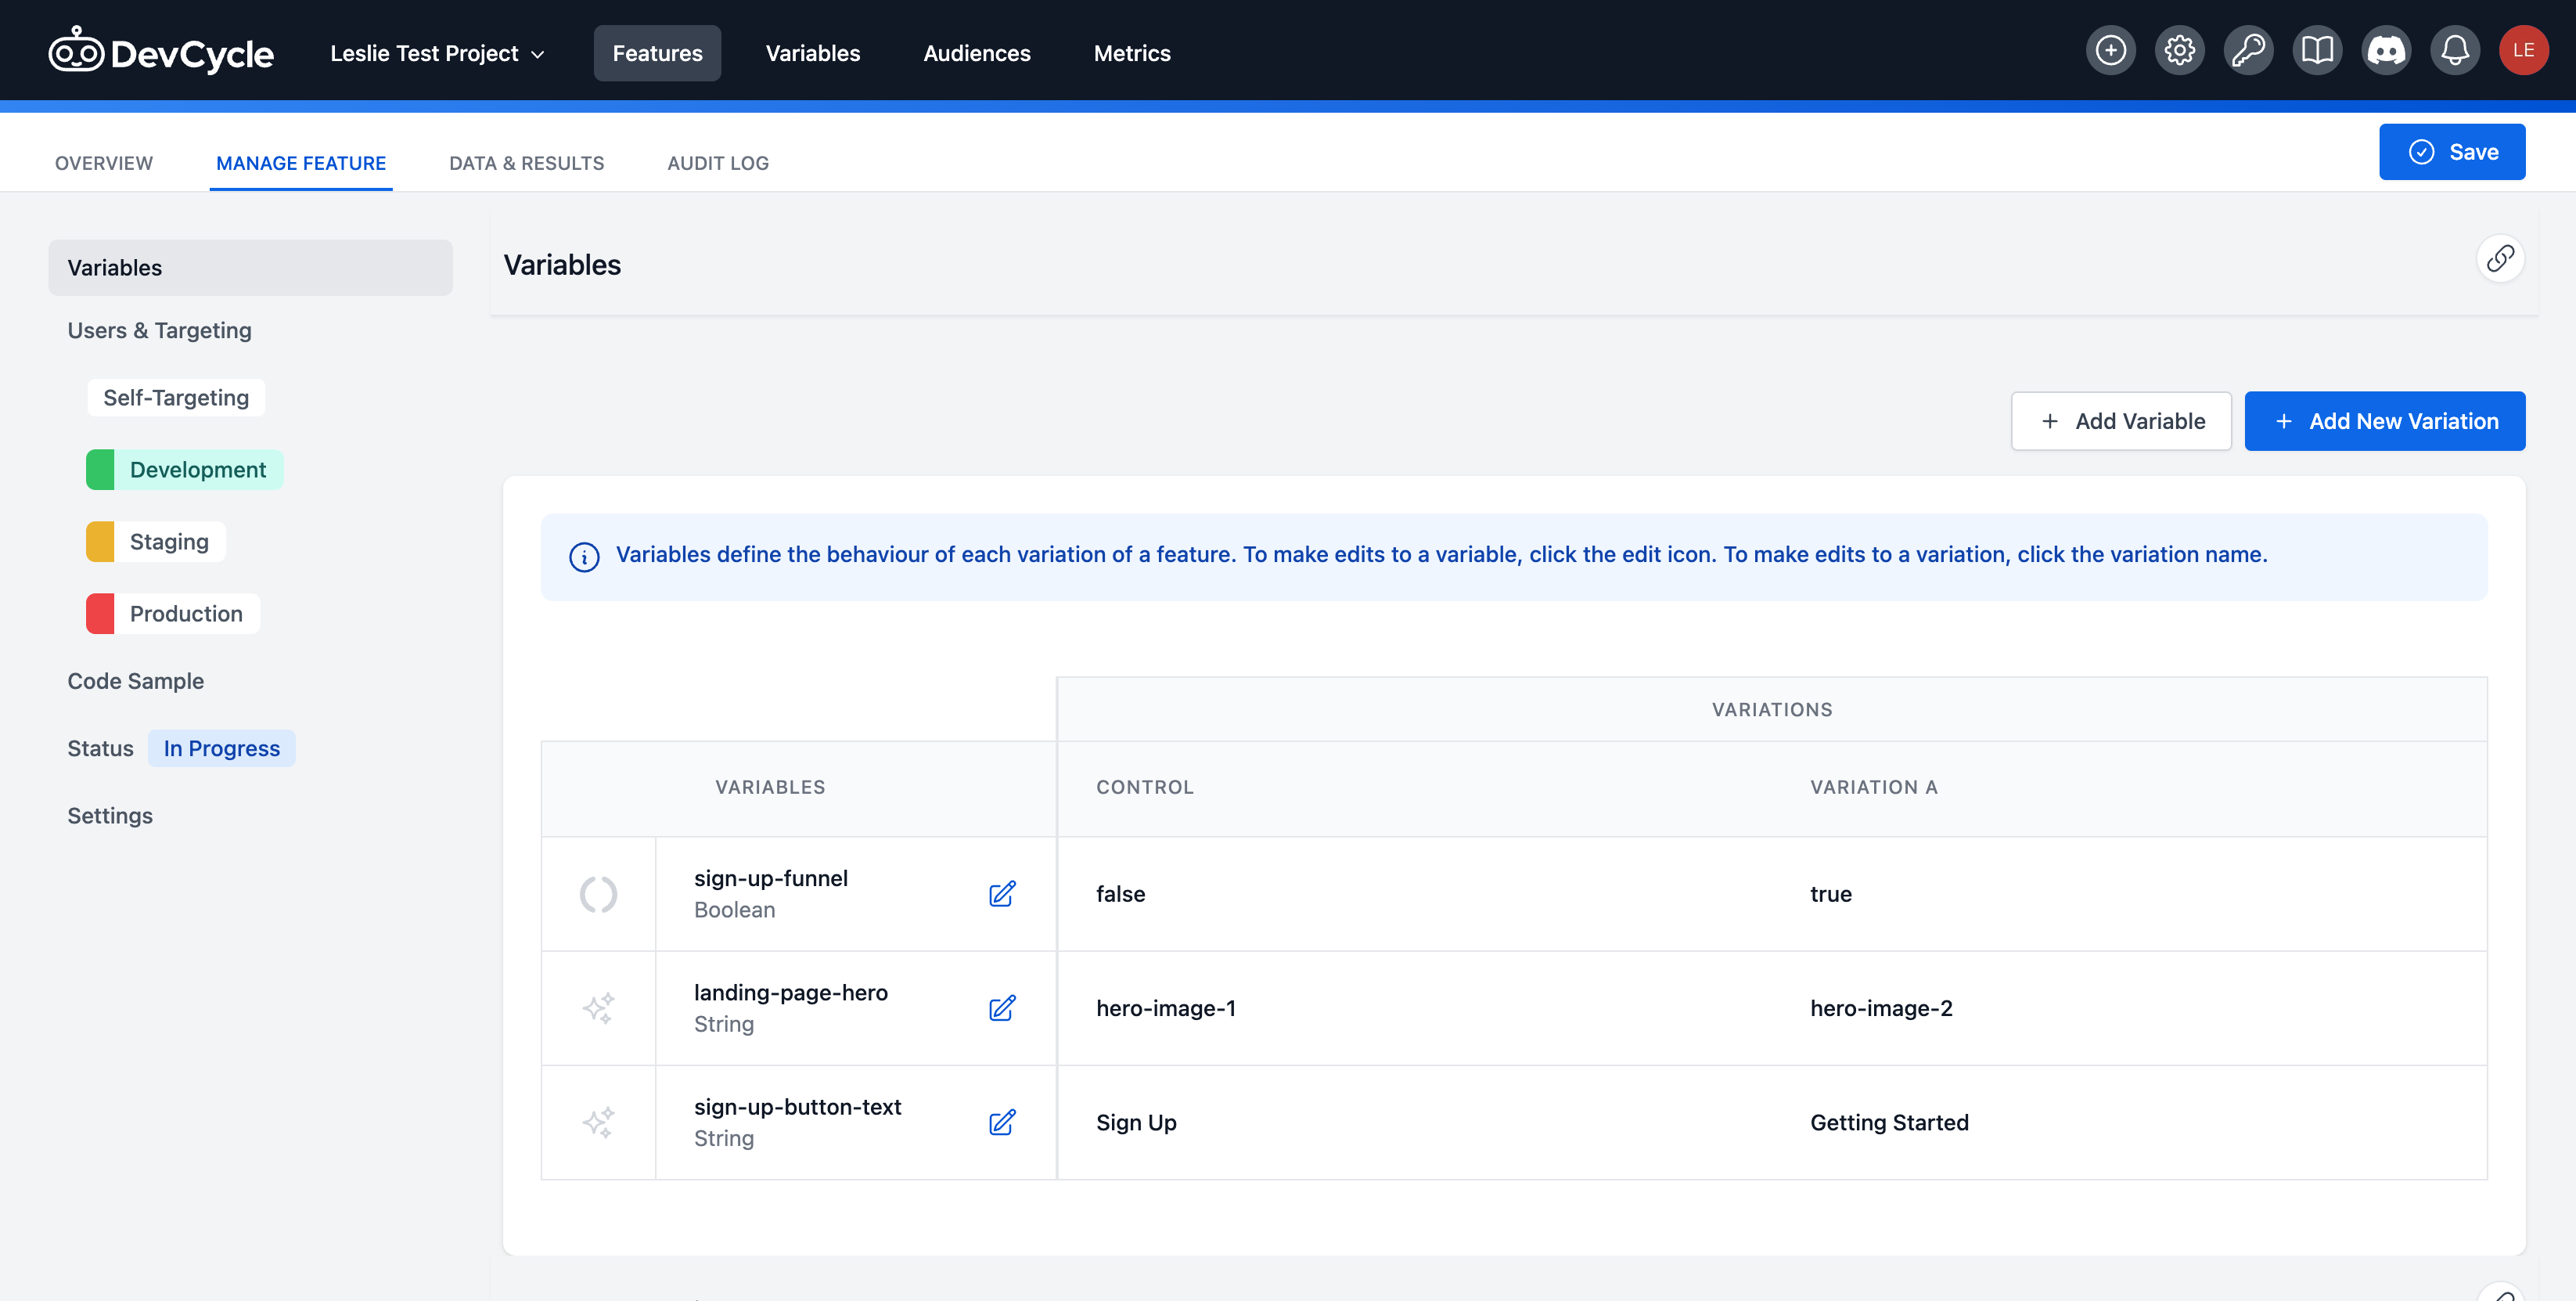 DevCycle
Leslie Test Project
Features
Variables
Audiences
Metrics
LE
OVERVIEW
MANAGE FEATURE
DATA & RESULTS
AUDIT LOG
Save
Variables
Users & Targeting
Self-Targeting
Development
Staging
Production
Code Sample
Status
In Progress
Settings
Variables
+ Add Variable
+ Add New Variation
Variables define the behaviour of each variation of a feature. To make edits to a variable, click the edit icon. To make edits to a variation, click the variation name.
VARIATIONS
VARIABLES
CONTROL
VARIATION A
sign-up-funnel
Boolean
false
true
landing-page-hero
String
hero-image-1
hero-image-2
sign-up-button-text
String
Sign Up
Getting Started